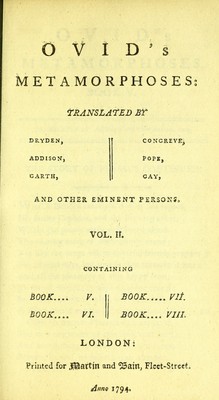 OVID's
METAMORPHOSES:
TRANSLATED BY
DRYDEN, CONGREVE,
ADDISON, POPE,
GARTH, GAY,
AND OTHER EMINENT PERSONS.
VOL. II.
CONTAINING
BOOK.... V. BOOK..... VII.
BOOK.... VI. BOOK.... VIII.
LONDON:
Printed for Martin and Bain, Fleet-Street.
Anno 1794.